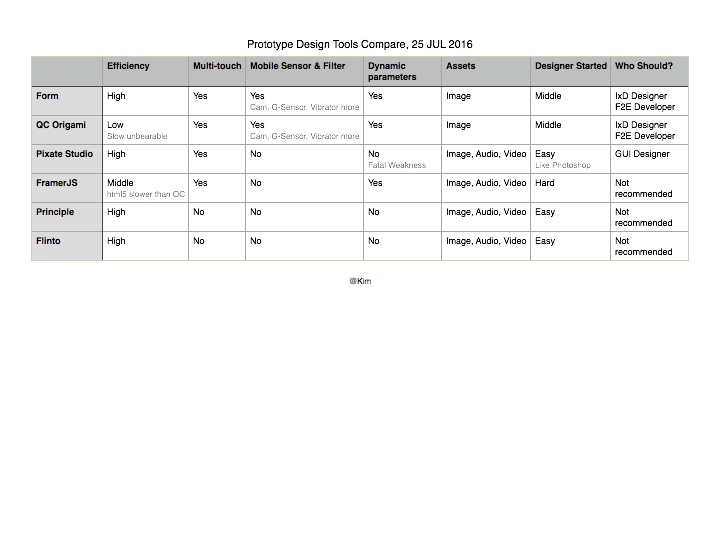 Prototype Design Tools Compare, 25 JUL 2016
Efficiency Multi-touch Mobile Sensor & Filter Dynamic parameters Assets Designer Started Who Should?
Form High Yes Yes Yes Image Middle IxD Designer
Cam, G-Sensor, Vibrator more F2E Developer
QC Origami Low Yes Yes Yes Image Middle IxD Designer
Slow unbearable Cam, G-Sensor, Vibrator more F2E Developer
Pixate Studio High Yes No No Image, Audio, Video Easy GUI Designer
Fatal Weakness Like Photoshop
FramerJS Middle Yes No Yes Image, Audio, Video Hard Not
html5 slower than OC recommended
Principle High No No No Image, Audio, Video Easy Not
recommended
Flinto High No No No Image, Audio, Video Easy Not
recommended
@Kim